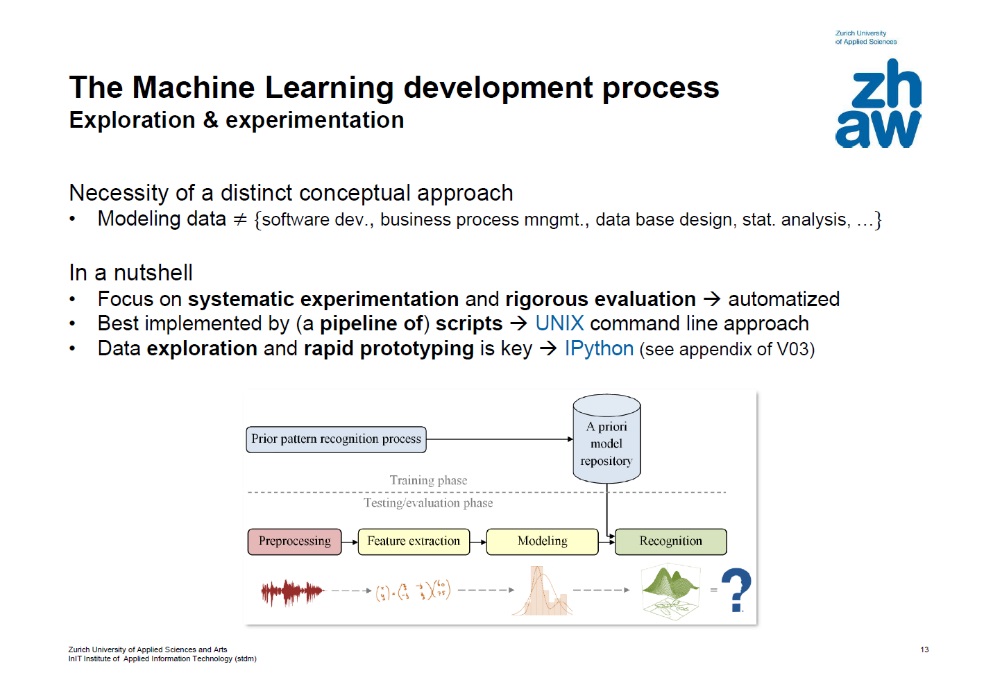 Zurich University
of Applied Sciences
zh
aw
The Machine Learning development process
Exploration & experimentation
Necessity of a distinct conceptual approach
• Modeling data ≠ {software dev., business process mngmt., data base design, stat. analysis, …}
In a nutshell
• Focus on systematic experimentation and rigorous evaluation → automatized
• Best implemented by (a pipeline of) scripts → UNIX command line approach
• Data exploration and rapid prototyping is key → IPython (see appendix of V03)
Prior pattern recognition process
A priori
model
repository
Training phase
Testing/evaluation phase
Preprocessing
Feature extraction
Modeling
Recognition
= ?
Zurich University of Applied Sciences and Arts
InIT Institute of Applied Information Technology (stdm)
13